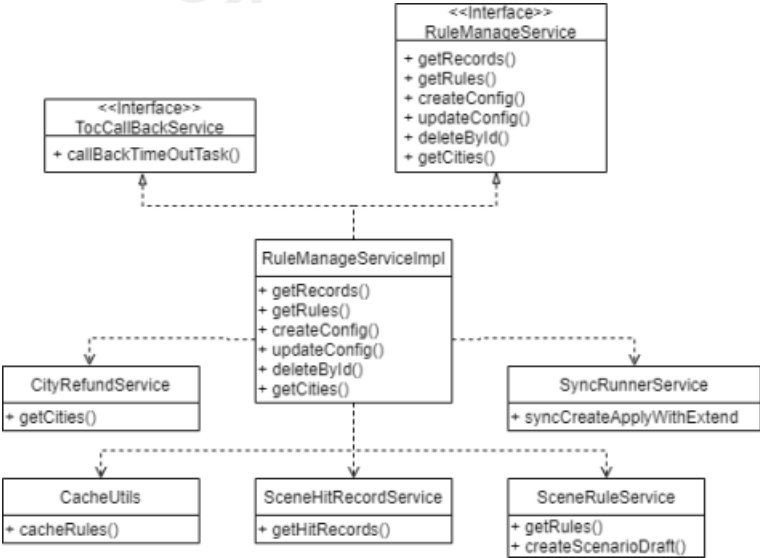 <<Interface>>
RuleManageService
+ getRecords()
+ getRules()
+ createConfig()
+ updateConfig()
+ deleteById()
+ getCities()
<<Interface>>
TocCallBackService
+ callBackTimeOutTask()
RuleManageServiceImpl
+ getRecords()
+ getRules()
+ createConfig()
+ updateConfig()
+ deleteById()
+ getCities()
CityRefundService
+ getCities()
SyncRunnerService
+ syncCreateApplyWithExtend
CacheUtils
+ cacheRules()
SceneHitRecordService
+ getHitRecords()
SceneRuleService
+ getRules()
+ createScenarioDraft()